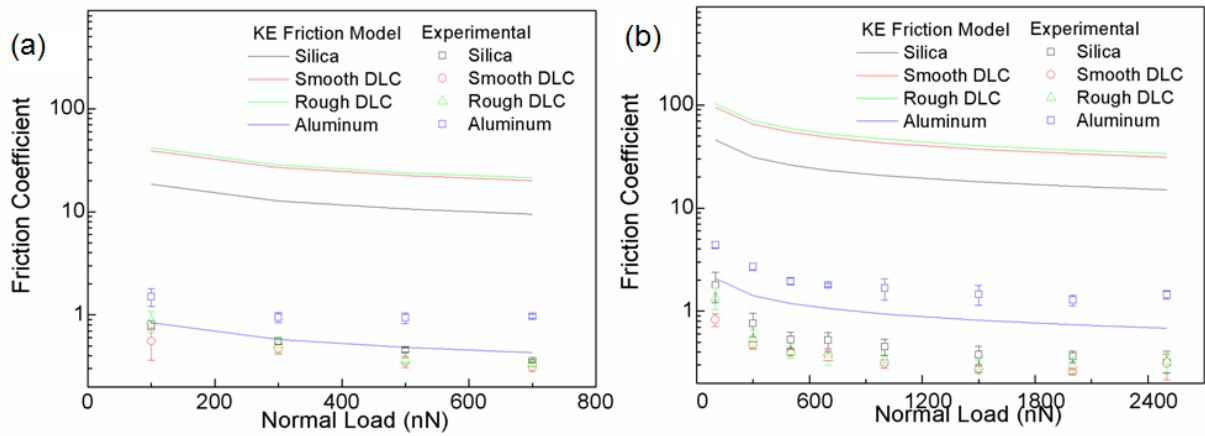 (a)
KE Friction Model Experimental
Silica Silica
Smooth DLC Smooth DLC
Rough DLC Rough DLC
Aluminum Aluminum
Friction Coefficient
100
10
1
0 200 400 600 800
Normal Load (nN)
(b)
KE Friction Model Experimental
Silica Silica
Smooth DLC Smooth DLC
Rough DLC Rough DLC
Aluminum Aluminum
Friction Coefficient
100
10
1
0 600 1200 1800 2400
Normal Load (nN)